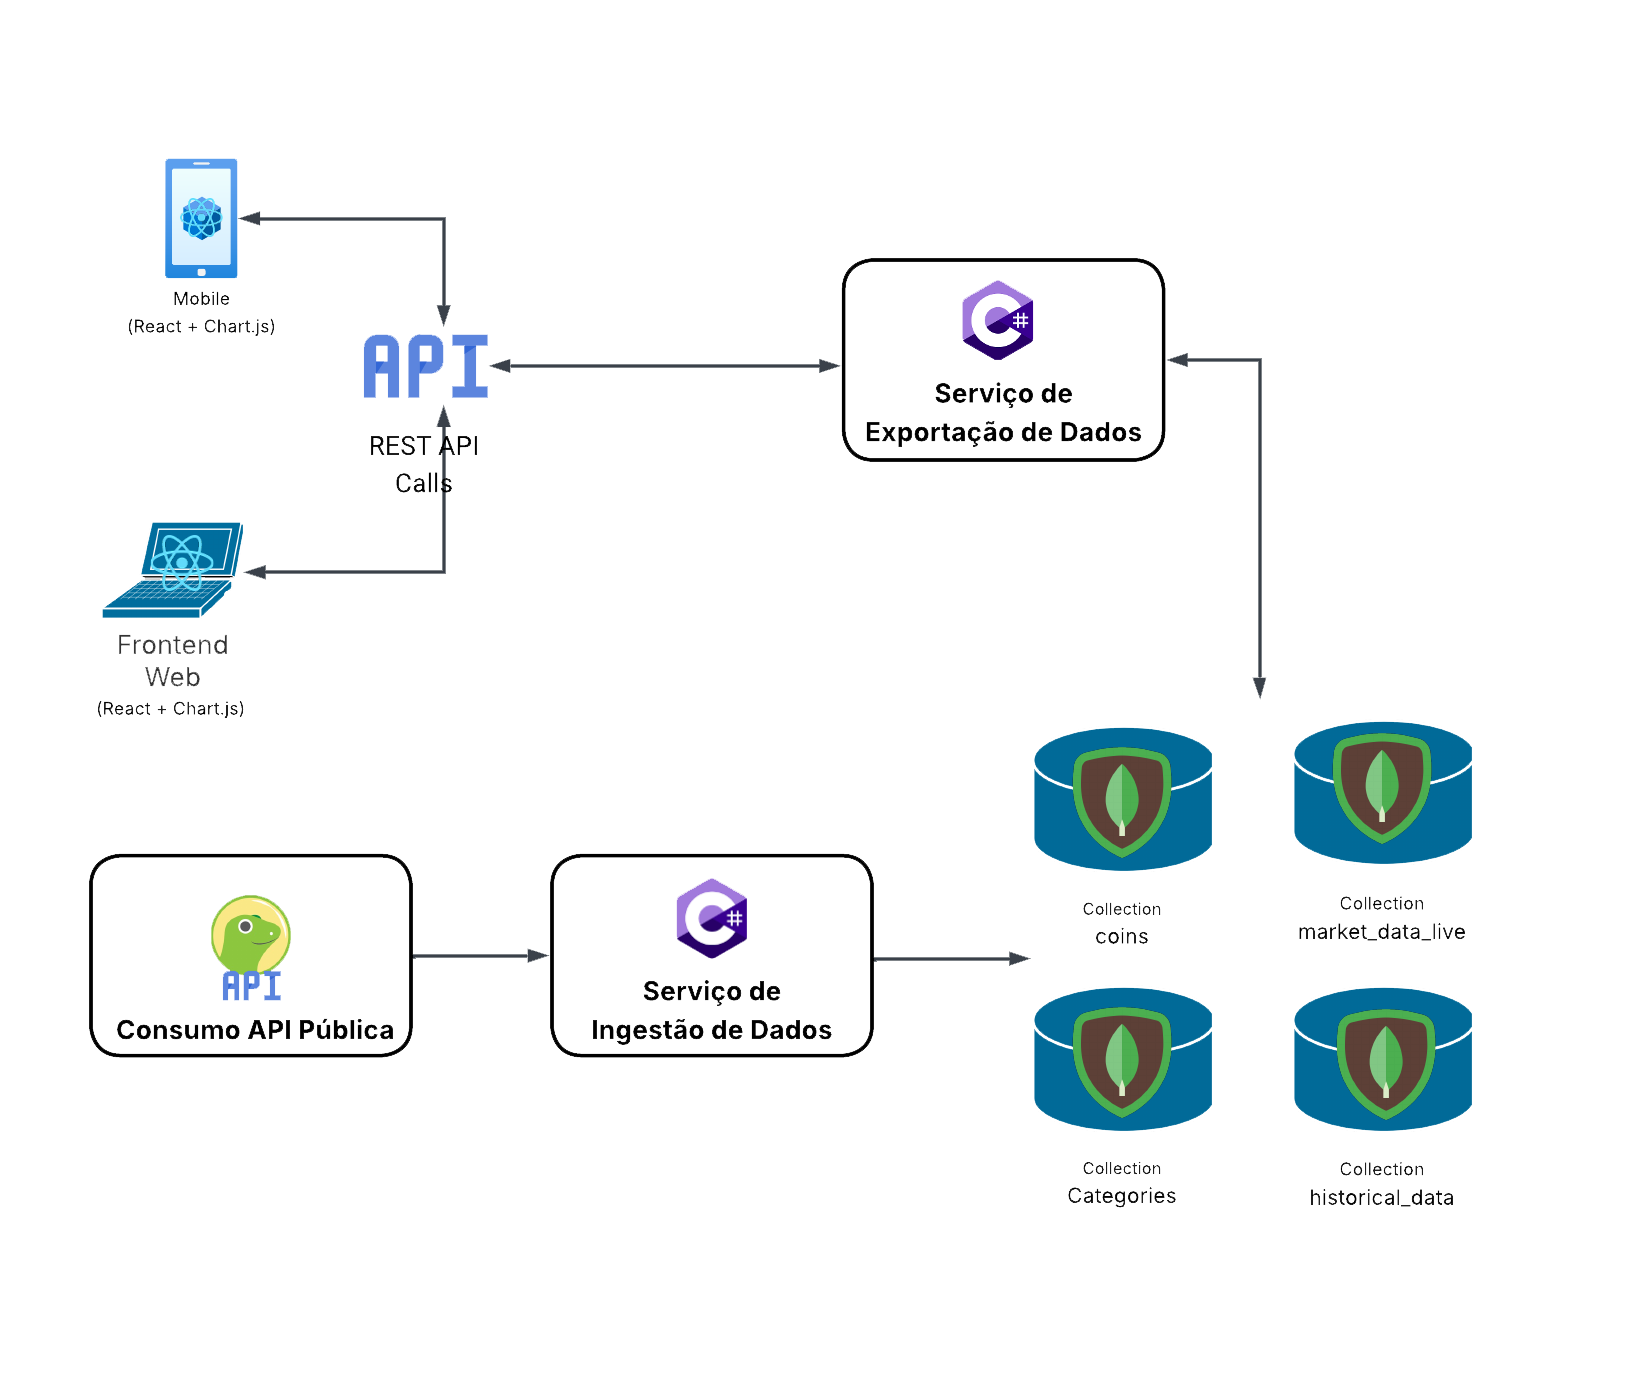 Mobile
(React + Chart.js)
API
REST API
Calls
C#
Serviço de
Exportação de Dados
Frontend
Web
(React + Chart.js)
API
Consumo API Pública
C#
Serviço de
Ingestão de Dados
Collection
coins
Collection
market_data_live
Collection
Categories
Collection
historical_data